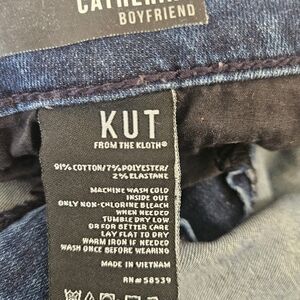 CATHERINE
BOYFRIEND
KUT
FROM THE KLOTH®
91% COTTON/7% POLYESTER/
2% ELASTANE
MACHINE WASH COLD
INSIDE OUT
ONLY NON-CHLORINE BLEACH
WHEN NEEDED
TUMBLE DRY LOW
OR FOR BETTER CARE
LAY FLAT TO DRY
WARM IRON IF NEEDED
WASH ONCE BEFORE WEARING
MADE IN VIETNAM
RN# 58539